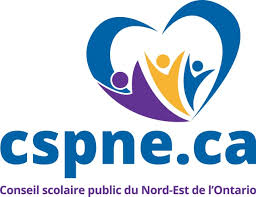 cspne.ca
Conseil scolaire public du Nord-Est de l'Ontario